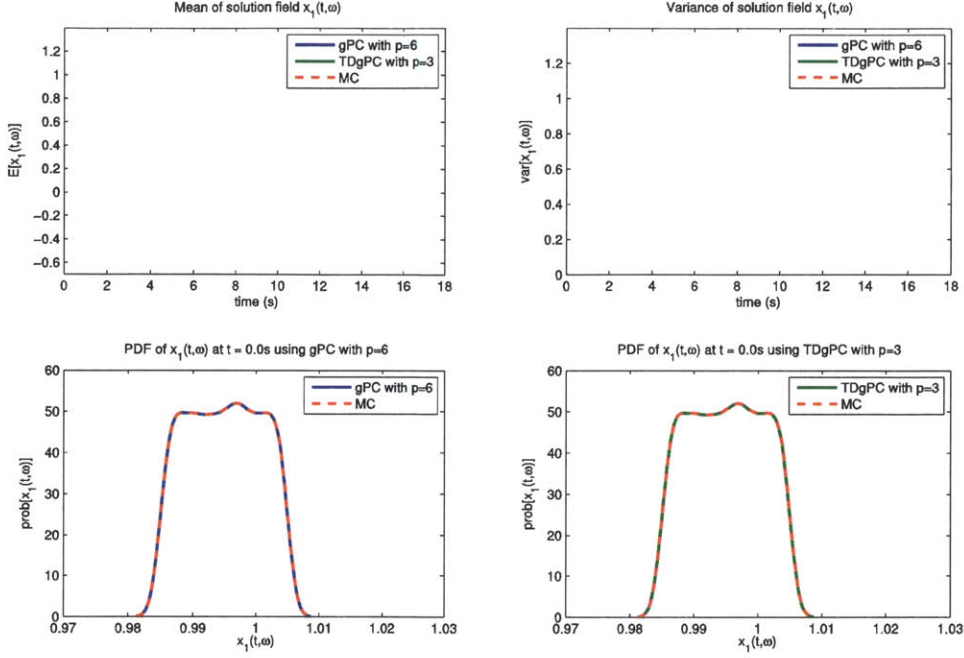 Mean of solution field x₁(t,ω)
E[x₁(t,ω)]
1.2
1
0.8
0.6
0.4
0.2
0
−0.2
−0.4
−0.6
gPC with p=6
TDgPC with p=3
MC
0 2 4 6 8 10 12 14 16 18
time (s)
Variance of solution field x₁(t,ω)
var[x₁(t,ω)]
1.2
1
0.8
0.6
0.4
0.2
0
gPC with p=6
TDgPC with p=3
MC
0 2 4 6 8 10 12 14 16 18
time (s)
PDF of x₁(t,ω) at t = 0.0s using gPC with p=6
prob[x₁(t,ω)]
60
50
40
30
20
10
0
gPC with p=6
MC
0.97 0.98 0.99 1 1.01 1.02 1.03
x₁(t,ω)
PDF of x₁(t,ω) at t = 0.0s using TDgPC with p=3
prob[x₁(t,ω)]
60
50
40
30
20
10
0
TDgPC with p=3
MC
0.97 0.98 0.99 1 1.01 1.02 1.03
x₁(t,ω)